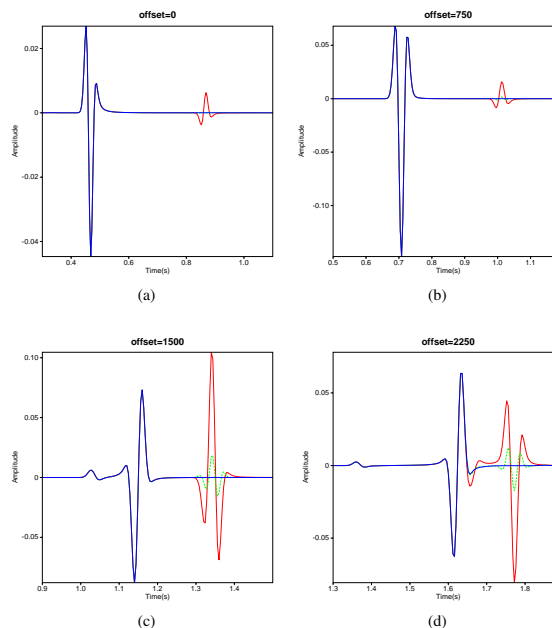 offset=0
0.02
0
-0.02
-0.04
Amplitude
0.4 0.6 0.8 1.0
Time(s)
(a)
offset=750
0.05
0
-0.05
-0.10
Amplitude
0.5 0.6 0.7 0.8 0.9 1.0 1.1
Time(s)
(b)
offset=1500
0.10
0.05
0
-0.05
Amplitude
0.9 1.0 1.1 1.2 1.3 1.4
Time(s)
(c)
offset=2250
0.05
0
-0.05
Amplitude
1.3 1.4 1.5 1.6 1.7 1.8
Time(s)
(d)